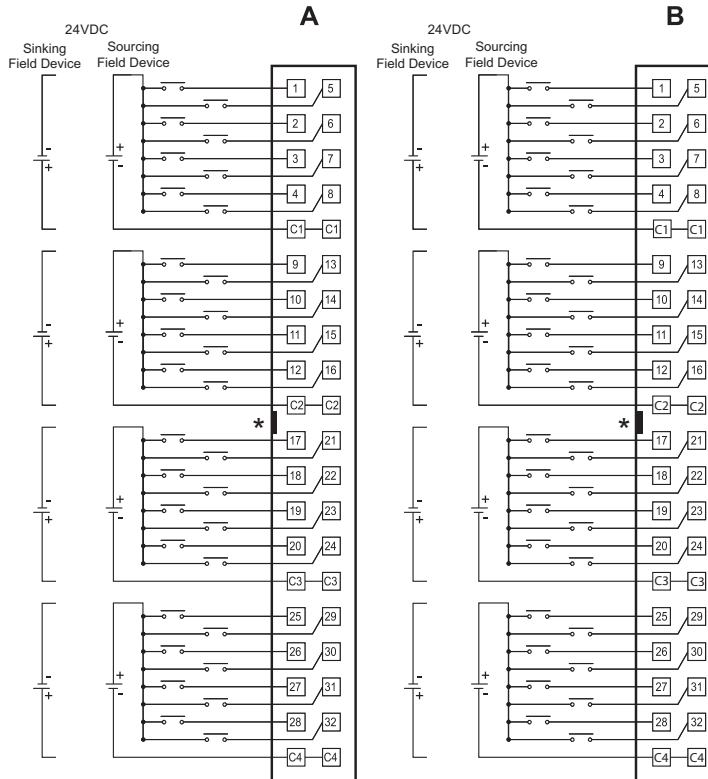 A B
24VDC 24VDC
Sinking Field Device Sourcing Field Device Sinking Field Device Sourcing Field Device
- + 1 5 - + 1 5
2 6 2 6
+ - 3 7 + - 3 7
4 8 4 8
C1 C1 C1 C1
9 13 9 13
10 14 10 14
- + 11 15 - + 11 15
+ - 12 16 + - 12 16
C2 C2 C2 C2
* *
17 21 17 21
18 22 18 22
- + 19 23 - + 19 23
+ - 20 24 + - 20 24
C3 C3 C3 C3
25 29 25 29
26 30 26 30
- + 27 31 - + 27 31
+ - 28 32 + - 28 32
C4 C4 C4 C4